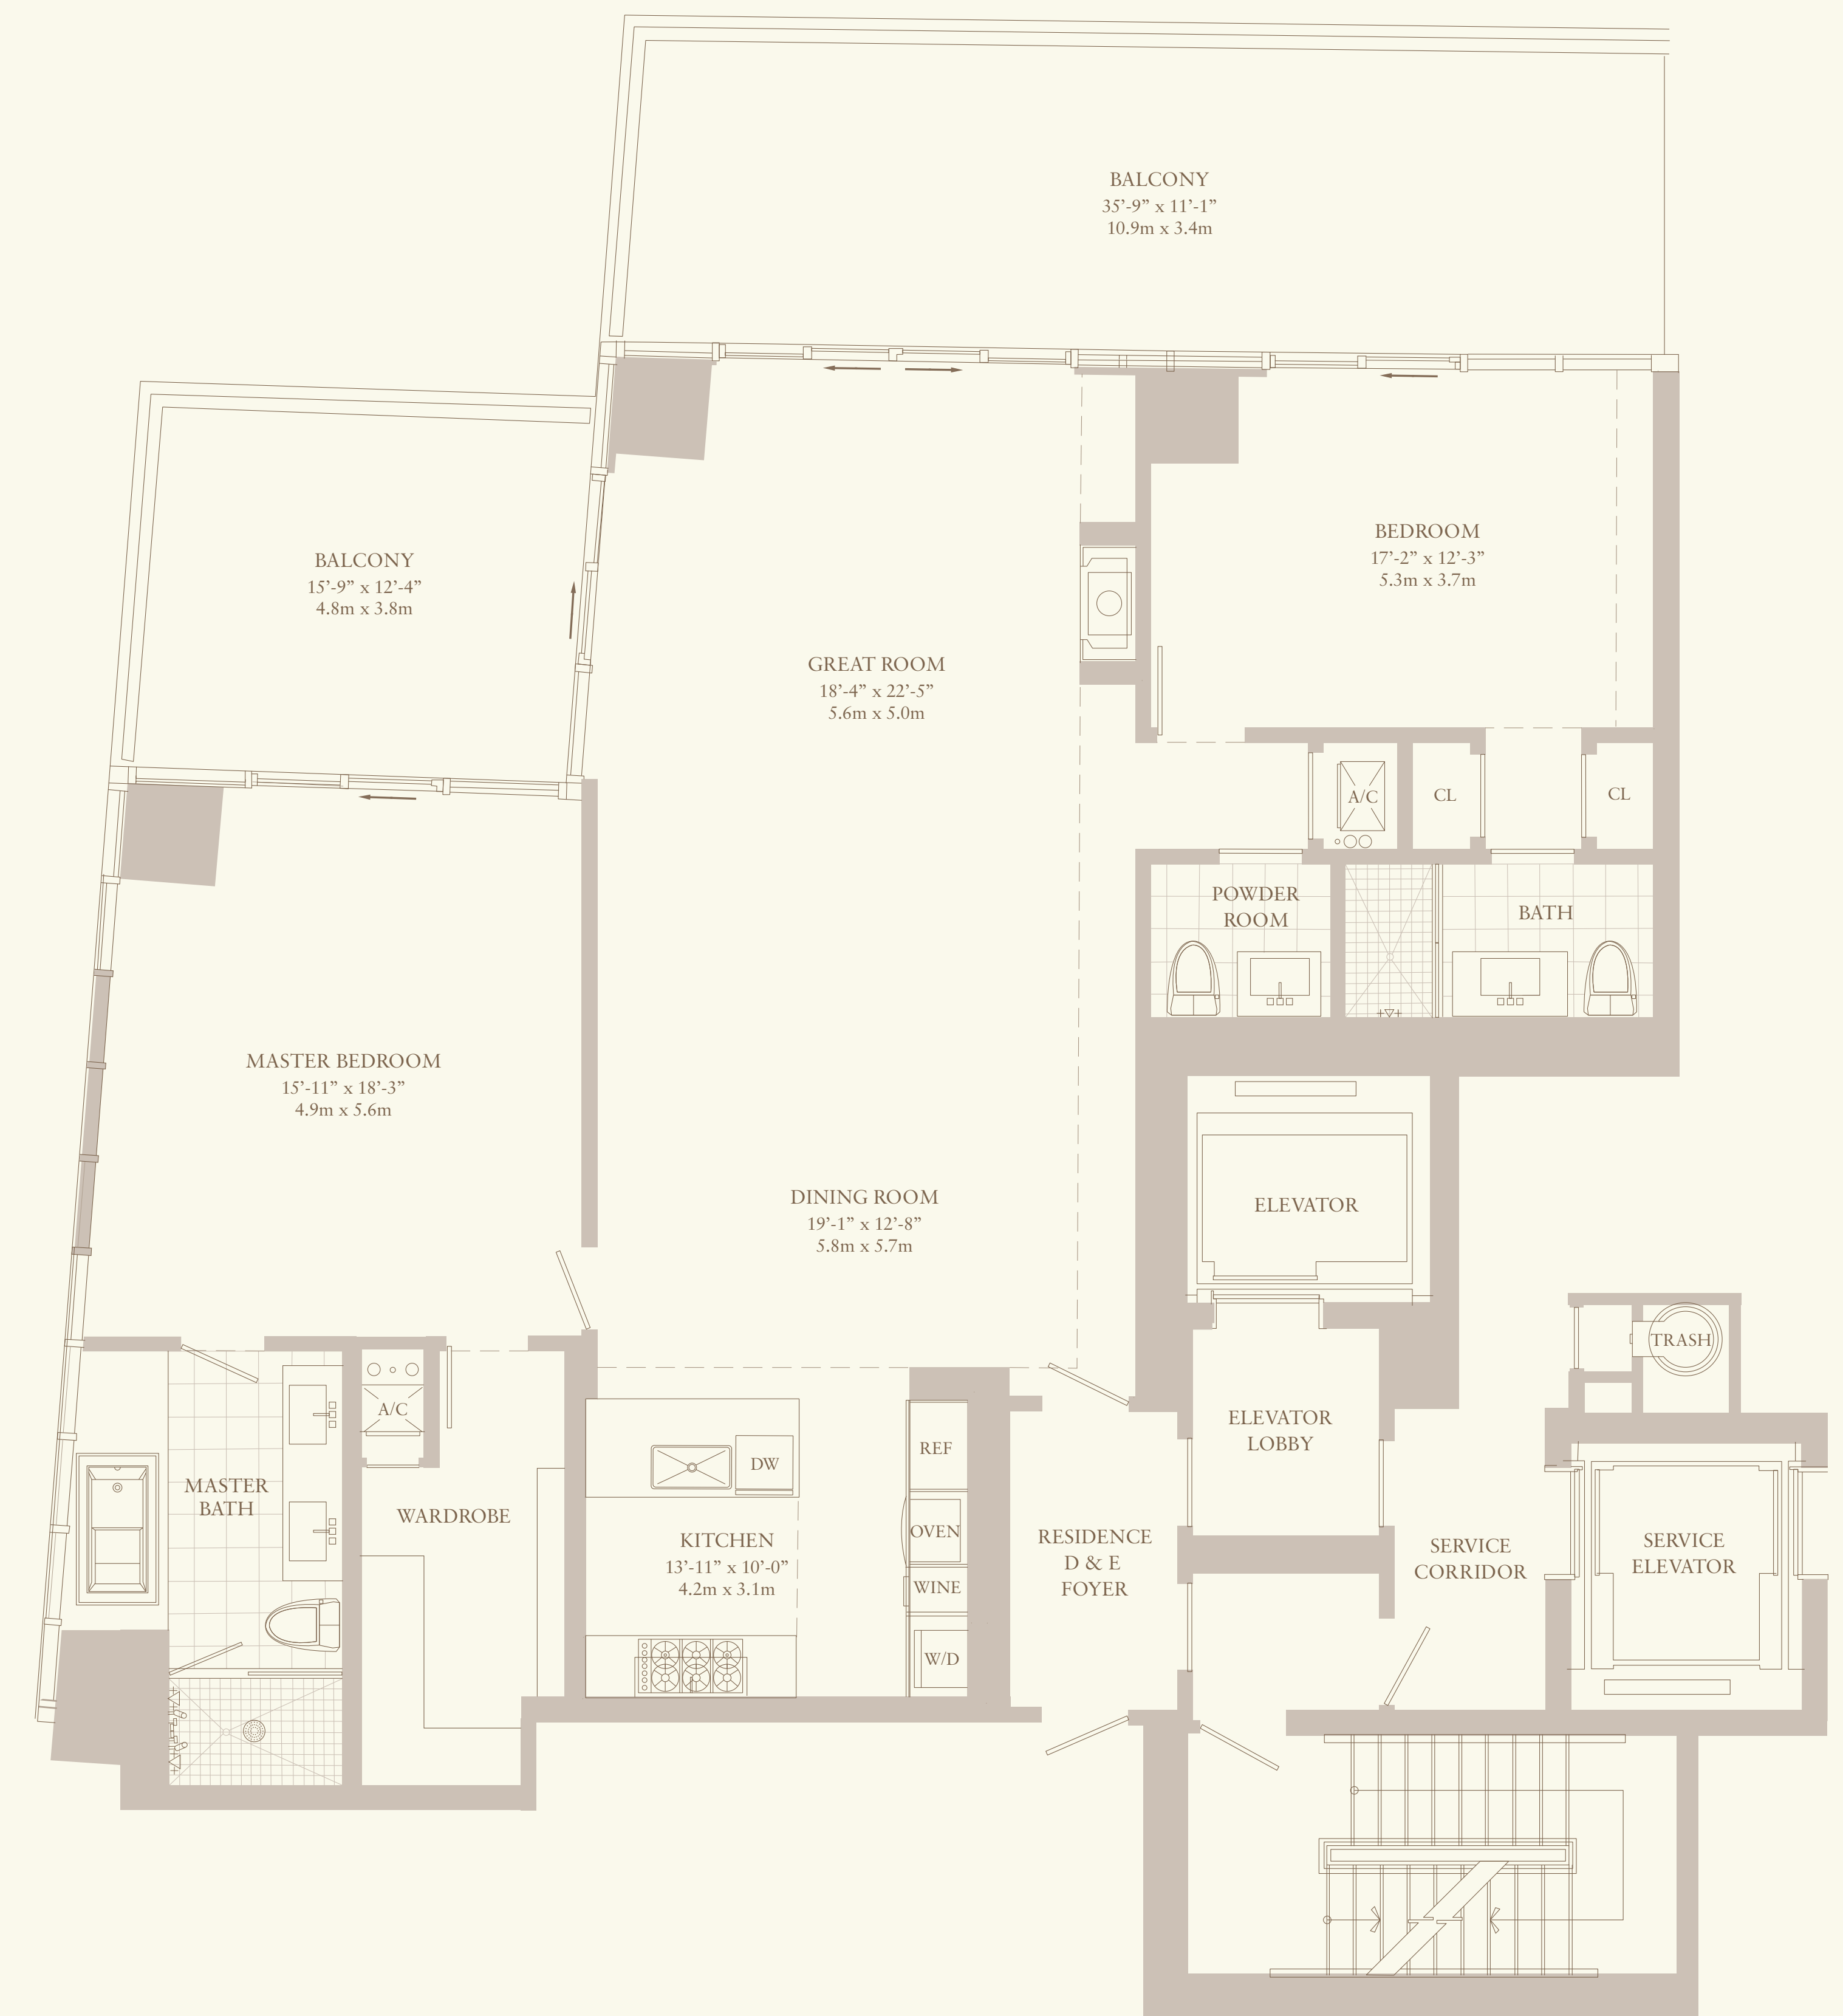 BALCONY
35’-9” x 11’-1”
10.9m x 3.4m
BALCONY
15’-9” x 12’-4”
4.8m x 3.8m
BEDROOM
17’-2” x 12’-3”
5.3m x 3.7m
GREAT ROOM
18’-4” x 22’-5”
5.6m x 5.0m
A/C
CL
CL
POWDER
ROOM
BATH
MASTER BEDROOM
15’-11” x 18’-3”
4.9m x 5.6m
DINING ROOM
19’-1” x 12’-8”
5.8m x 5.7m
ELEVATOR
TRASH
A/C
ELEVATOR
LOBBY
REF
DW
MASTER
BATH
WARDROBE
OVEN
KITCHEN
13’-11” x 10’-0”
4.2m x 3.1m
WINE
W/D
RESIDENCE
D & E
FOYER
SERVICE
CORRIDOR
SERVICE
ELEVATOR